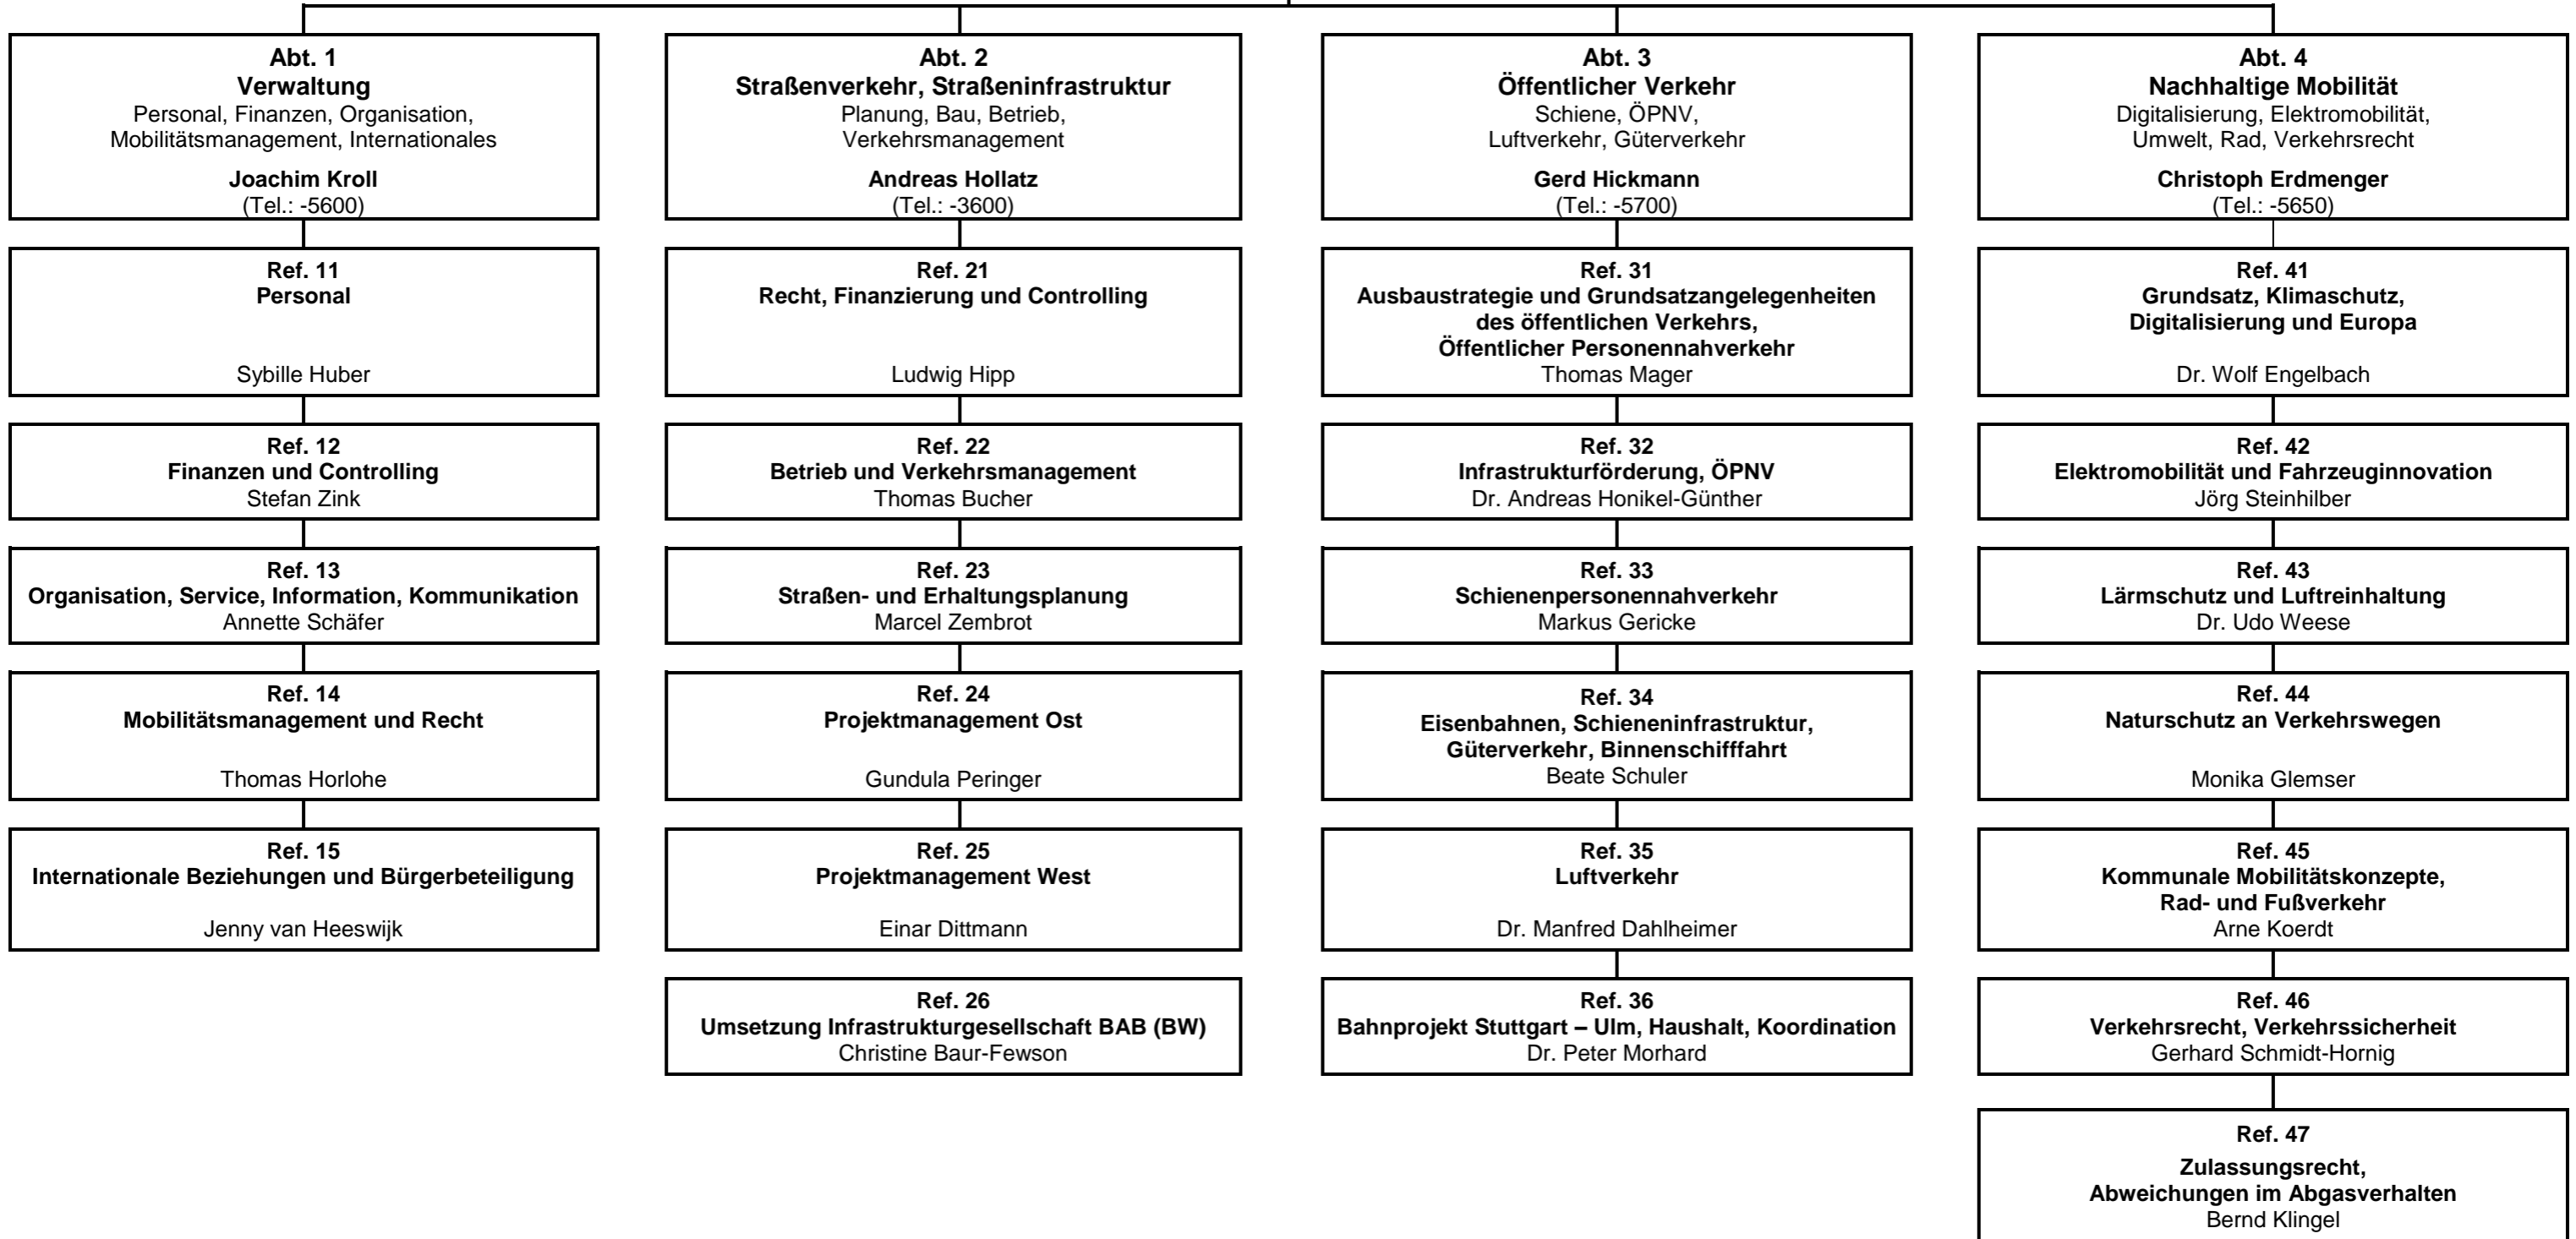 Abt. 1
Verwaltung
Personal, Finanzen, Organisation,
Mobilitätsmanagement, Internationales
Joachim Kroll
(Tel.: -5600)
Ref. 11
Personal
Sybille Huber
Ref. 12
Finanzen und Controlling
Stefan Zink
Ref. 13
Organisation, Service, Information, Kommunikation
Annette Schäfer
Ref. 14
Mobilitätsmanagement und Recht
Thomas Horlohe
Ref. 15
Internationale Beziehungen und Bürgerbeteiligung
Jenny van Heeswijk
Abt. 2
Straßenverkehr, Straßeninfrastruktur
Planung, Bau, Betrieb,
Verkehrsmanagement
Andreas Hollatz
(Tel.: -3600)
Ref. 21
Recht, Finanzierung und Controlling
Ludwig Hipp
Ref. 22
Betrieb und Verkehrsmanagement
Thomas Bucher
Ref. 23
Straßen- und Erhaltungsplanung
Marcel Zembrot
Ref. 24
Projektmanagement Ost
Gundula Peringer
Ref. 25
Projektmanagement West
Einar Dittmann
Ref. 26
Umsetzung Infrastrukturgesellschaft BAB (BW)
Christine Baur-Fewson
Abt. 3
Öffentlicher Verkehr
Schiene, ÖPNV,
Luftverkehr, Güterverkehr
Gerd Hickmann
(Tel.: -5700)
Ref. 31
Ausbaustrategie und Grundsatzangelegenheiten
des öffentlichen Verkehrs,
Öffentlicher Personennahverkehr
Thomas Mager
Ref. 32
Infrastrukturförderung, ÖPNV
Dr. Andreas Honikel-Günther
Ref. 33
Schienenpersonennahverkehr
Markus Gericke
Ref. 34
Eisenbahnen, Schieneninfrastruktur,
Güterverkehr, Binnenschifffahrt
Beate Schuler
Ref. 35
Luftverkehr
Dr. Manfred Dahlheimer
Ref. 36
Bahnprojekt Stuttgart – Ulm, Haushalt, Koordination
Dr. Peter Morhard
Abt. 4
Nachhaltige Mobilität
Digitalisierung, Elektromobilität,
Umwelt, Rad, Verkehrsrecht
Christoph Erdmenger
(Tel.: -5650)
Ref. 41
Grundsatz, Klimaschutz,
Digitalisierung und Europa
Dr. Wolf Engelbach
Ref. 42
Elektromobilität und Fahrzeuginnovation
Jörg Steinhilber
Ref. 43
Lärmschutz und Luftreinhaltung
Dr. Udo Weese
Ref. 44
Naturschutz an Verkehrswegen
Monika Glemser
Ref. 45
Kommunale Mobilitätskonzepte,
Rad- und Fußverkehr
Arne Koerdt
Ref. 46
Verkehrsrecht, Verkehrssicherheit
Gerhard Schmidt-Hornig
Ref. 47
Zulassungsrecht,
Abweichungen im Abgasverhalten
Bernd Klingel